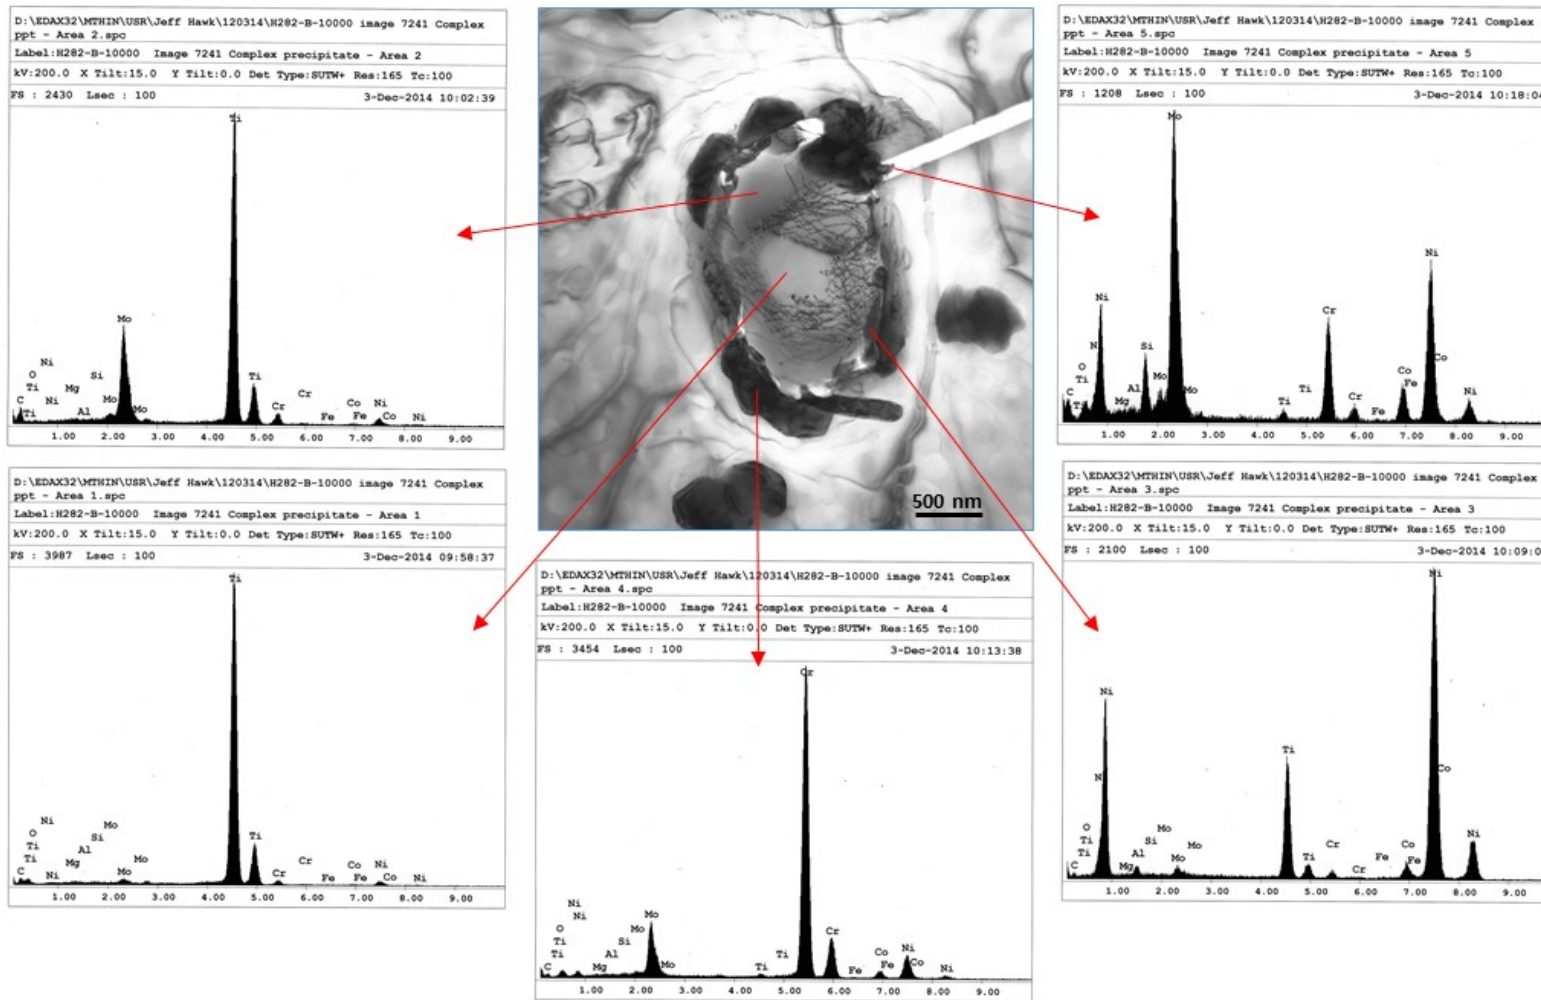 D:\EDAX32\MTHIN\USR\Jeff Hawk\120314\H282-B-10000 image 7241 Complex
ppt - Area 2.spc
Label:H282-B-10000 Image 7241 Complex precipitate - Area 2
kV:200.0 X Tilt:15.0 Y Tilt:0.0 Det Type:SUTW+ Res:165 Tc:100
FS : 2430 Lsec : 100 3-Dec-2014 10:02:39
Ti
Mo
Ni
O Si Ti Cr
Ti Ni Mg Mo Co Ni
C Ti Al Mo Cr Fe Fe Co Ni
1.00 2.00 3.00 4.00 5.00 6.00 7.00 8.00 9.00
D:\EDAX32\MTHIN\USR\Jeff Hawk\120314\H282-B-10000 image 7241 Complex
ppt - Area 1.spc
Label:H282-B-10000 Image 7241 Complex precipitate - Area 1
kV:200.0 X Tilt:15.0 Y Tilt:0.0 Det Type:SUTW+ Res:165 Tc:100
FS : 3987 Lsec : 100 3-Dec-2014 09:58:37
Ti
Ni Mo
O Si Ti
Ti Al Mo Cr
Ti Mg Co Ni
C Ni Mo Cr Fe Fe Co Ni
1.00 2.00 3.00 4.00 5.00 6.00 7.00 8.00 9.00
500 nm
D:\EDAX32\MTHIN\USR\Jeff Hawk\120314\H282-B-10000 image 7241 Complex
ppt - Area 4.spc
Label:H282-B-10000 Image 7241 Complex precipitate - Area 4
kV:200.0 X Tilt:15.0 Y Tilt:0.0 Det Type:SUTW+ Res:165 Tc:100
FS : 3454 Lsec : 100 3-Dec-2014 10:13:38
Cr
Ni
Ni Mo
O Mo Cr
Ti Si
Ti Al Ti Co Ni
C Mg Mo Ti Fe Fe Co Ni
1.00 2.00 3.00 4.00 5.00 6.00 7.00 8.00 9.00
D:\EDAX32\MTHIN\USR\Jeff Hawk\120314\H282-B-10000 image 7241 Complex
ppt - Area 5.spc
Label:H282-B-10000 Image 7241 Complex precipitate - Area 5
kV:200.0 X Tilt:15.0 Y Tilt:0.0 Det Type:SUTW+ Res:165 Tc:100
FS : 1208 Lsec : 100 3-Dec-2014 10:18:04
Mo
Ni
Ni
Cr
N Si
O Co Co
Ti Al Mo Fe
C Ti Mg Mo Ti Ti Cr Fe Ni
1.00 2.00 3.00 4.00 5.00 6.00 7.00 8.00
D:\EDAX32\MTHIN\USR\Jeff Hawk\120314\H282-B-10000 image 7241 Complex
ppt - Area 3.spc
Label:H282-B-10000 Image 7241 Complex precipitate - Area 3
kV:200.0 X Tilt:15.0 Y Tilt:0.0 Det Type:SUTW+ Res:165 Tc:100
FS : 2100 Lsec : 100 3-Dec-2014 10:09:0
Ni
Ni
Ti
N Co
O Mo Ni
Ti Si Mo Cr Co
Ti Al Mo Ti Fe Fe
C Mg Cr
1.00 2.00 3.00 4.00 5.00 6.00 7.00 8.00 9.00